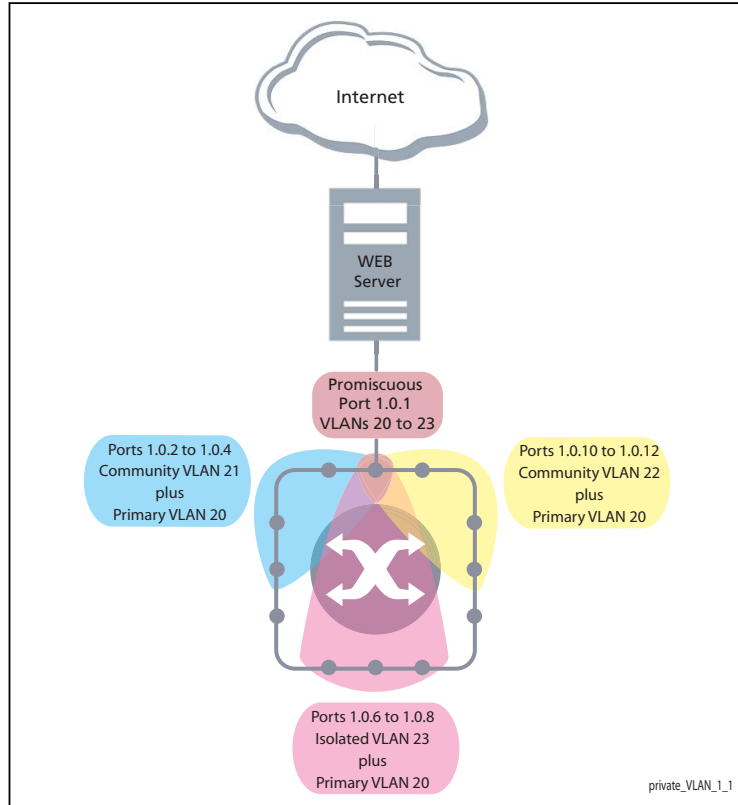 Internet
WEB
Server
Promiscuous
Port 1.0.1
VLANs 20 to 23
Ports 1.0.2 to 1.0.4
Community VLAN 21
plus
Primary VLAN 20
Ports 1.0.10 to 1.0.12
Community VLAN 22
plus
Primary VLAN 20
Ports 1.0.6 to 1.0.8
Isolated VLAN 23
plus
Primary VLAN 20
private_VLAN_1_1